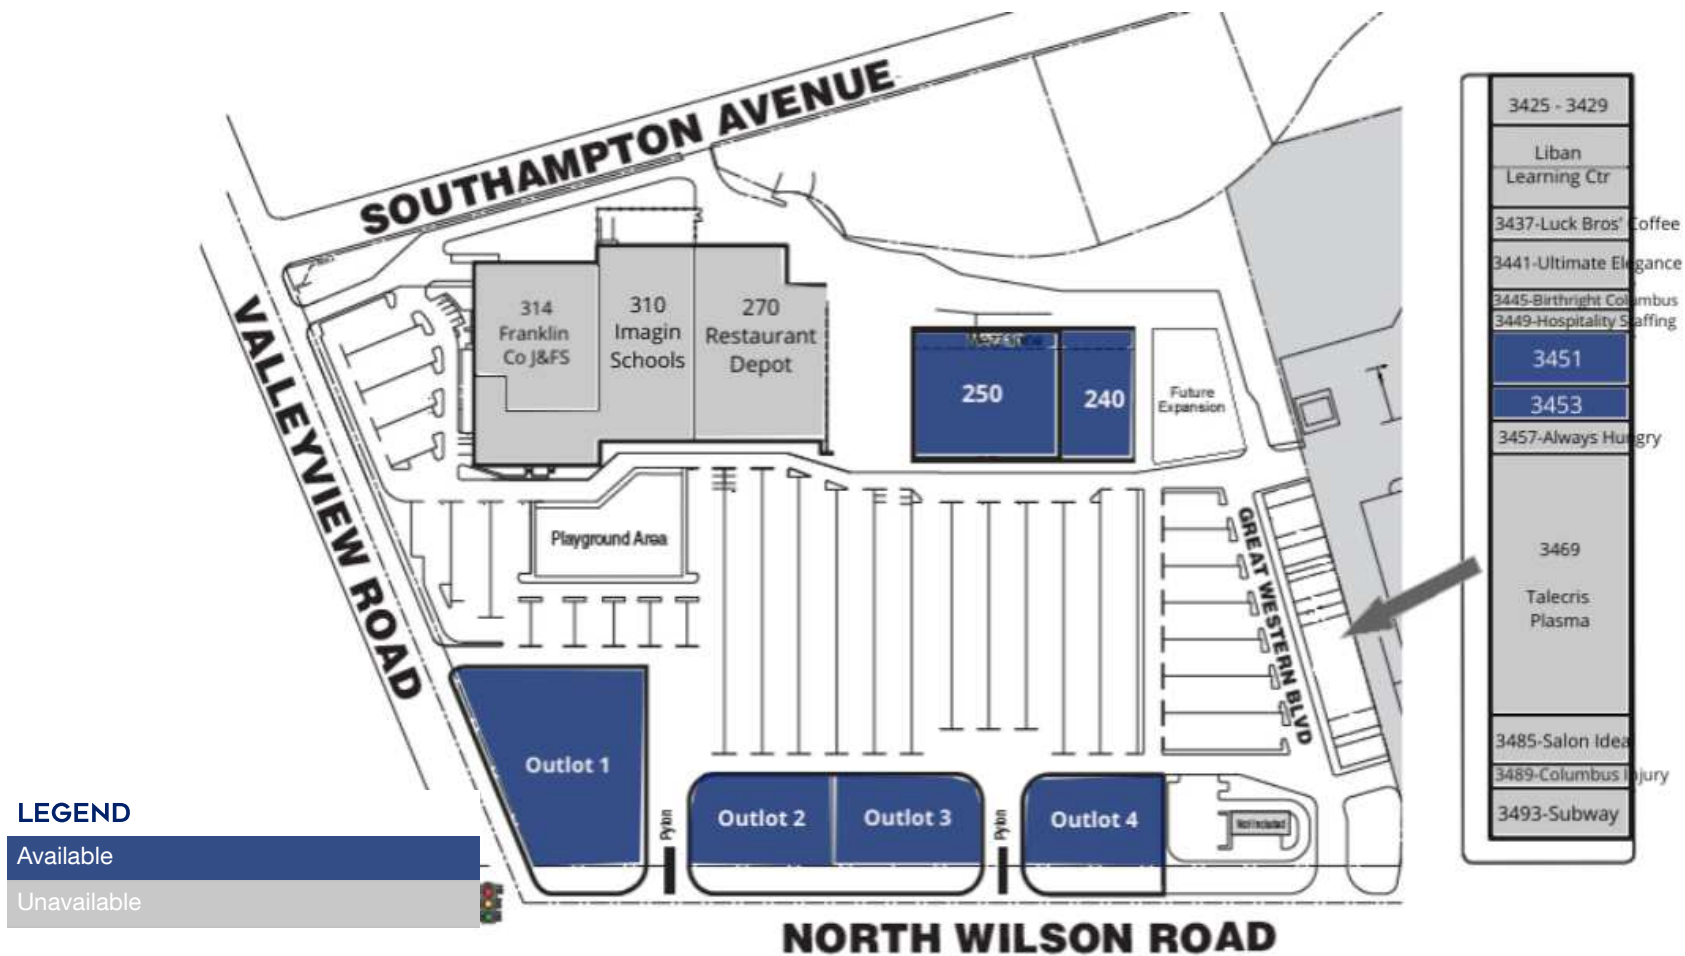 SOUTHAMPTON AVENUE
VALLEYVIEW ROAD
314
Franklin
Co J&FS
310
Imagin
Schools
270
Restaurant
Depot
250
240
Future
Expansion
Playground Area
GREAT WESTERN BLVD
Outlot 1
Pylon
Outlot 2
Outlot 3
Pylon
Outlot 4
Not Included
NORTH WILSON ROAD
LEGEND
Available
Unavailable
3425 - 3429
Liban
Learning Ctr
3437-Luck Bros' Coffee
3441-Ultimate Elegance
3445-Birthright Columbus
3449-Hospitality Staffing
3451
3453
3457-Always Hungry
3469
Talecris
Plasma
3485-Salon Idea
3489-Columbus Injury
3493-Subway